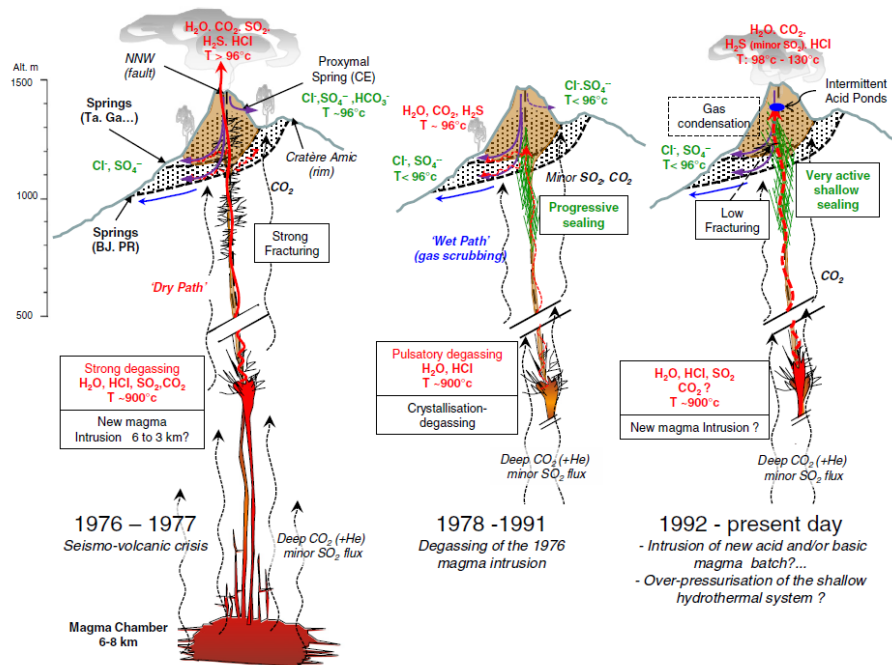 H₂O. CO₂. SO₂.
H₂S. HCl
T > 96°c
NNW
(fault)
Proxymal
Spring (CE)
Cl⁻,SO₄⁻ ,HCO₃⁻
T ~96°c
Alt. m
1500
1000
500
Springs
(Ta. Ga...)
Cl⁻, SO₄⁻
Cratère Amic
(rim)
CO₂
Springs
(BJ. PR)
Strong
Fracturing
'Dry Path'
Strong degassing
H₂O, HCl, SO₂,CO₂
T ~900°c
New magma
Intrusion 6 to 3 km?
1976 – 1977
Seismo-volcanic crisis
Deep CO₂ (+He)
minor SO₂ flux
Magma Chamber
6-8 km
H₂O, CO₂, H₂S
T ~ 96°c
Cl⁻, SO₄⁻
T< 96°c
Cl⁻, SO₄⁻
T< 96°c
Minor SO₂, CO₂
Progressive
sealing
'Wet Path'
(gas scrubbing)
Pulsatory degassing
H₂O, HCl
T ~900°c
Crystallisation-
degassing
Deep CO₂ (+He)
minor SO₂ flux
1978 -1991
Degassing of the 1976
magma intrusion
H₂O. CO₂.
H₂S (minor SO₂). HCl
T: 98°c - 130°c
Intermittent
Acid Ponds
Gas
condensation
Cl⁻, SO₄⁻
T< 96°c
Very active
shallow
sealing
Low
Fracturing
CO₂
H₂O, HCl, SO₂
CO₂ ?
T ~900°c
New magma Intrusion ?
Deep CO₂ (+He)
minor SO₂ flux
1992 - present day
- Intrusion of new acid and/or basic
magma batch?...
- Over-pressurisation of the shallow
hydrothermal system ?